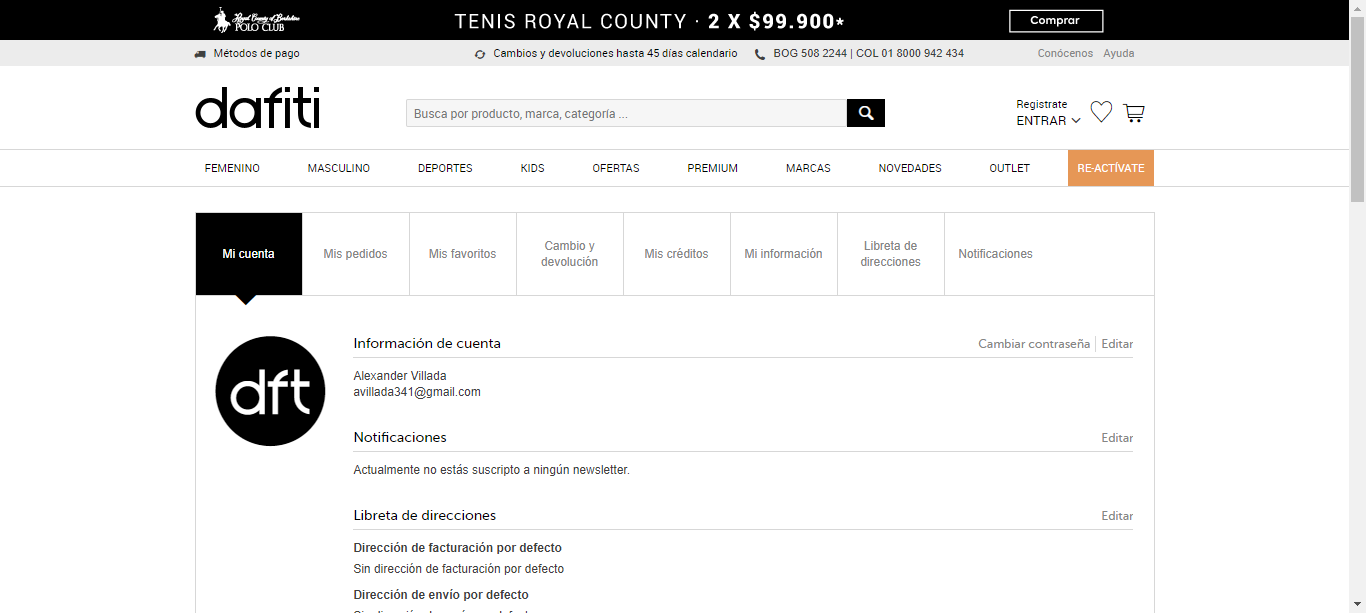 Royal County of Berkshire
POLO CLUB
TENIS ROYAL COUNTY · 2 X $99.900*
Comprar
Métodos de pago
Cambios y devoluciones hasta 45 días calendario
BOG 508 2244 | COL 01 8000 942 434
Conócenos Ayuda
dafiti
Busca por producto, marca, categoría ...
Registrate
ENTRAR
FEMENINO MASCULINO DEPORTES KIDS OFERTAS PREMIUM MARCAS NOVEDADES OUTLET RE-ACTÍVATE
Mi cuenta
Mis pedidos
Mis favoritos
Cambio y
devolución
Mis créditos
Mi información
Libreta de
direcciones
Notificaciones
dft
Información de cuenta
Cambiar contraseña | Editar
Alexander Villada
avillada341@gmail.com
Notificaciones
Editar
Actualmente no estás suscripto a ningún newsletter.
Libreta de direcciones
Editar
Dirección de facturación por defecto
Sin dirección de facturación por defecto
Dirección de envío por defecto